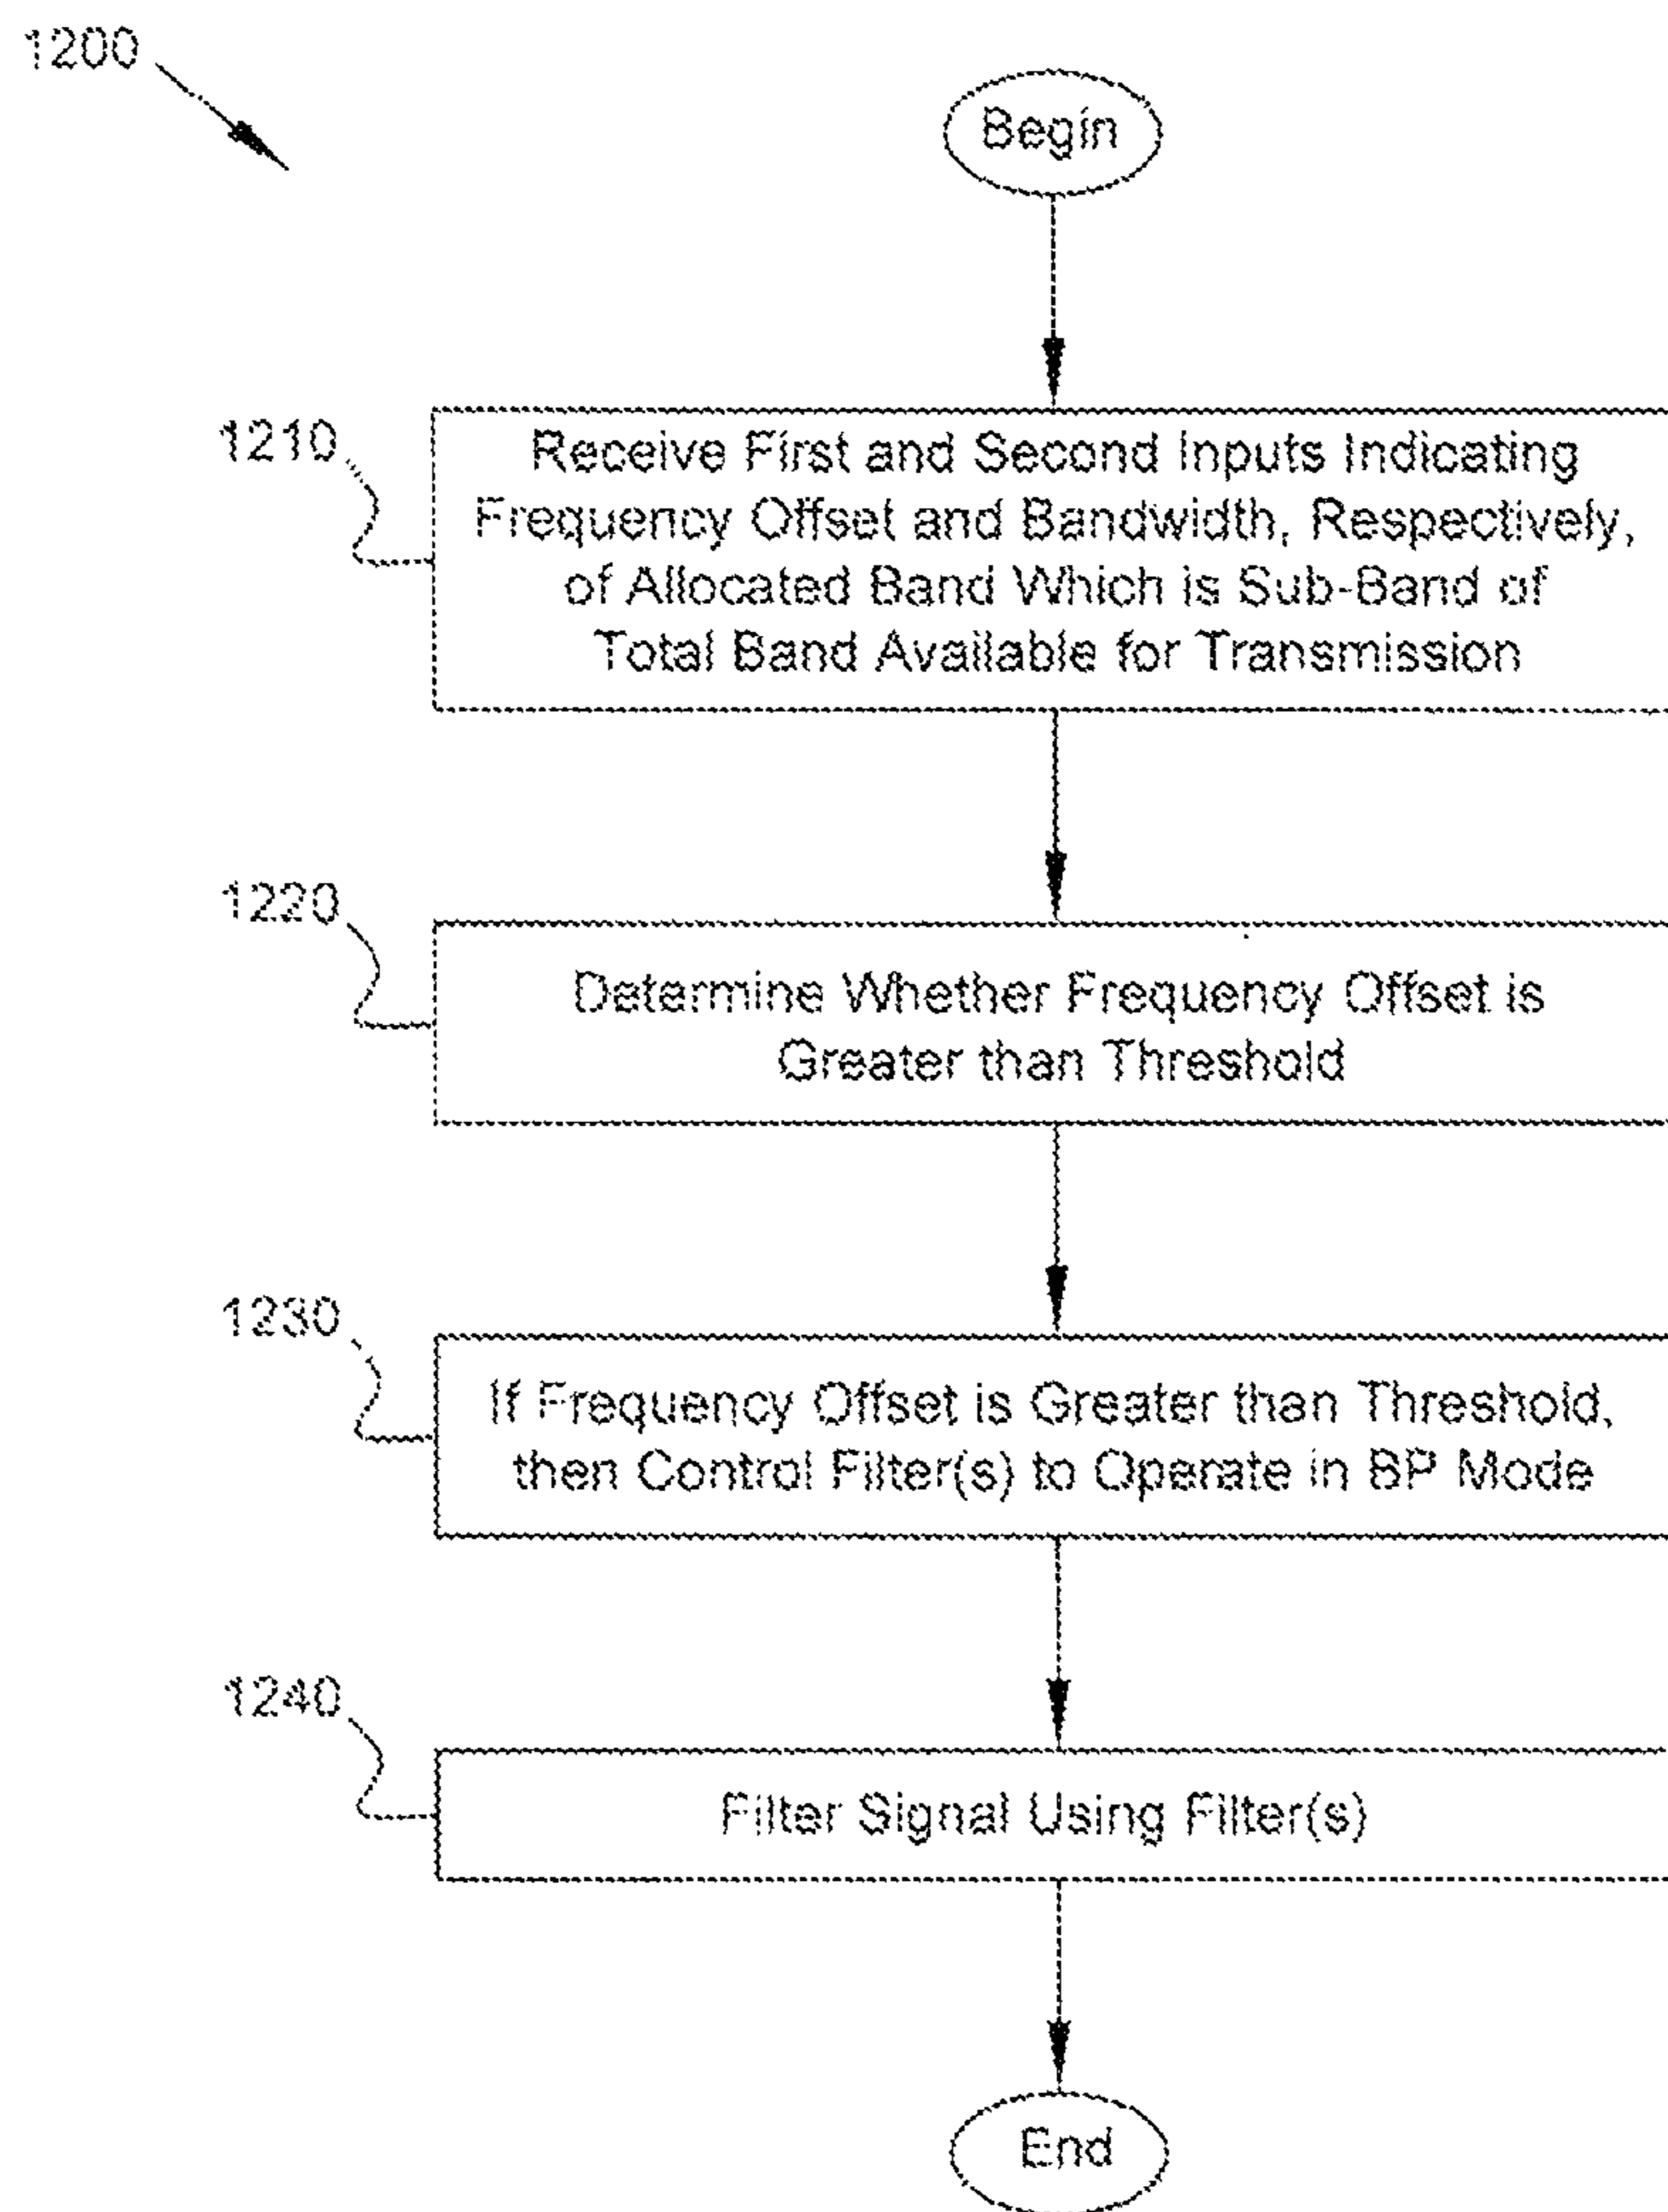 1200
Begin
1210
Receive First and Second Inputs Indicating
Frequency Offset and Bandwidth, Respectively,
of Allocated Band Which is Sub-Band of
Total Band Available for Transmission
1220
Determine Whether Frequency Offset is
Greater than Threshold
1230
If Frequency Offset is Greater than Threshold,
then Control Filter(s) to Operate in BP Mode
1240
Filter Signal Using Filter(s)
End